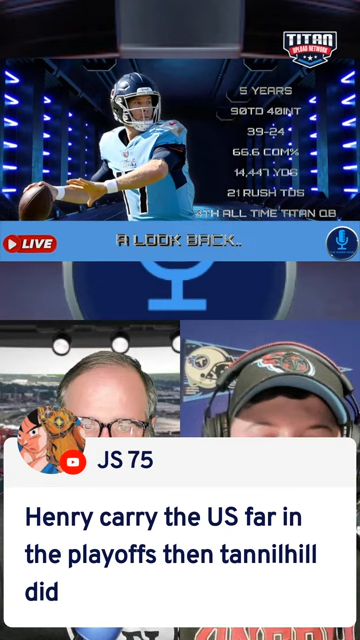 TITAN
UPLOAD NETWORK
5 YEARS
90TD 40INT
39-24
66.6 COM%
14,447 YDS
21 RUSH TDS
4TH ALL TIME TITAN QB
LIVE
A LOOK BACK..
JS 75
Henry carry the US far in
the playoffs then tannilhill
did